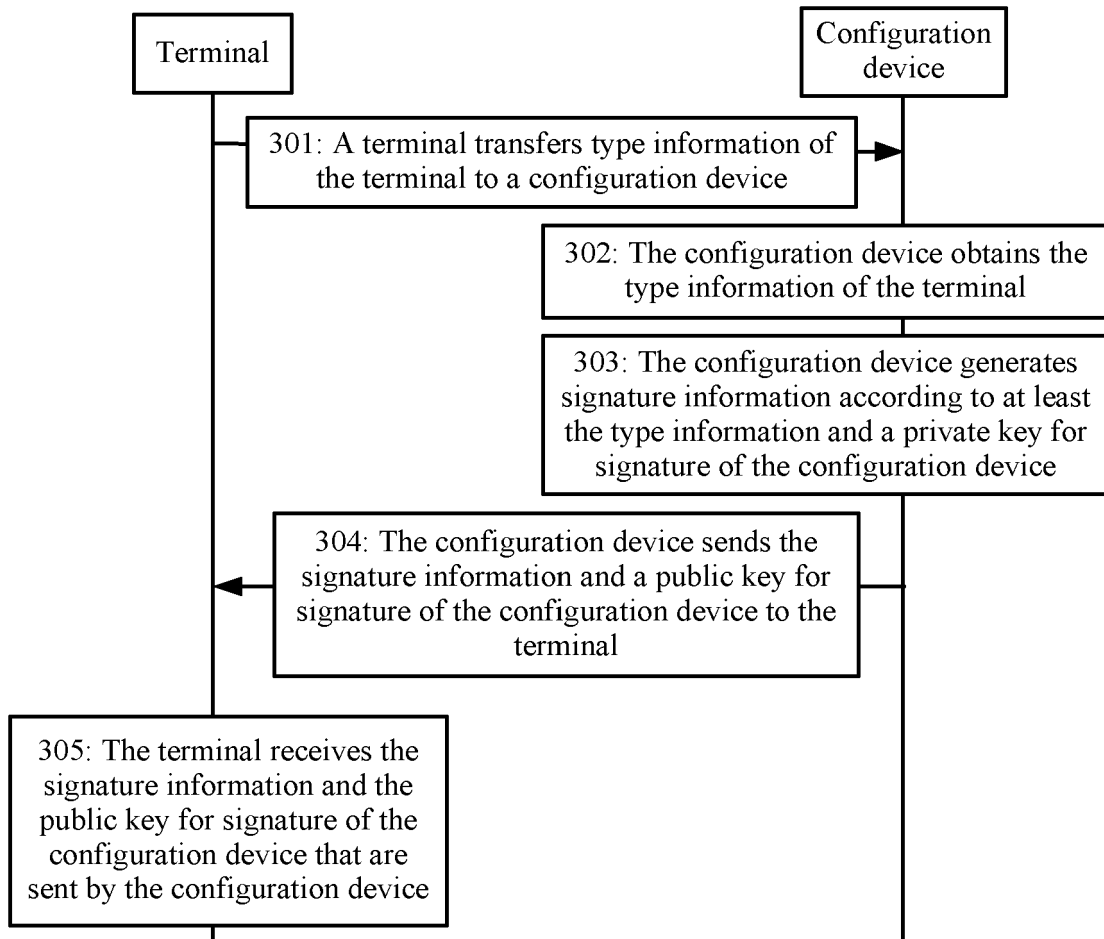 Terminal
Configuration
device
301: A terminal transfers type information of
the terminal to a configuration device
302: The configuration device obtains the
type information of the terminal
303: The configuration device generates
signature information according to at least
the type information and a private key for
signature of the configuration device
304: The configuration device sends the
signature information and a public key for
signature of the configuration device to the
terminal
305: The terminal receives the
signature information and the
public key for signature of the
configuration device that are
sent by the configuration device